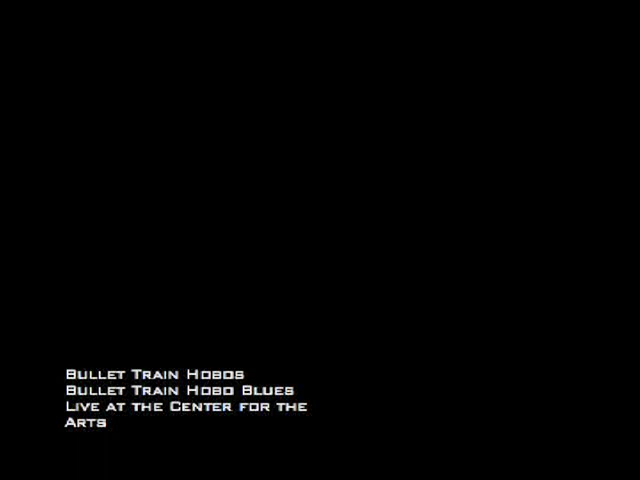 Bullet Train Hobos
Bullet Train Hobo Blues
Live at the Center for the
Arts